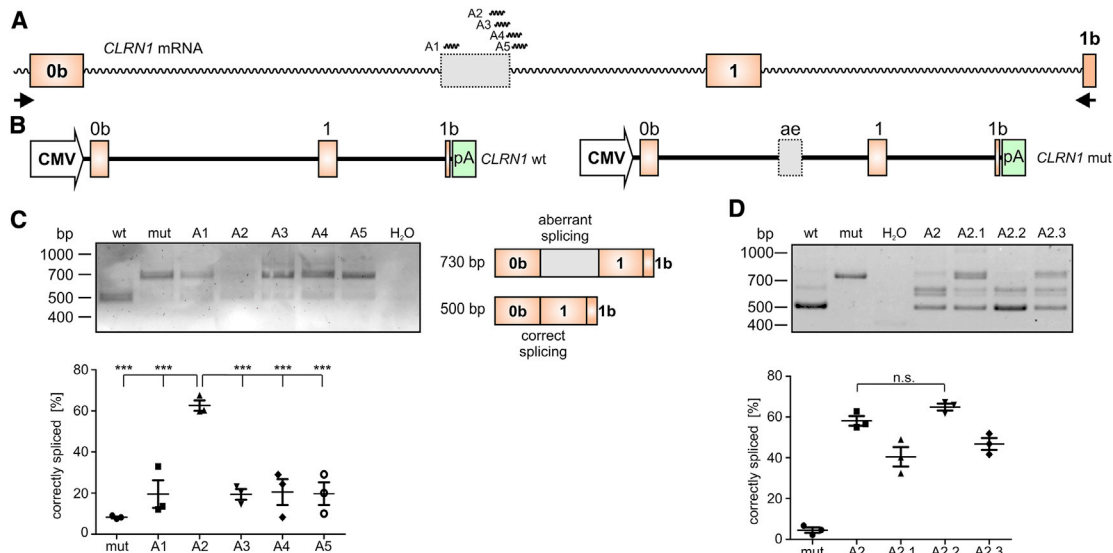 A
CLRN1 mRNA
A2
A3
A4
A1
A5
0b
1
1b
B
CMV
0b
1
1b
pA
CLRN1 wt
CMV
0b
ae
1
1b
pA
CLRN1 mut
C
bp
wt
mut
A1
A2
A3
A4
A5
H₂O
1000
700
500
400
aberrant
splicing
730 bp
0b
1
1b
500 bp
0b
1
1b
correct
splicing
correctly spliced [%]
80
60
40
20
0
***
***
***
***
***
mut
A1
A2
A3
A4
A5
D
bp
wt
mut
H₂O
A2
A2.1
A2.2
A2.3
1000
700
500
400
correctly spliced [%]
80
60
40
20
0
n.s.
mut
A2
A2.1
A2.2
A2.3